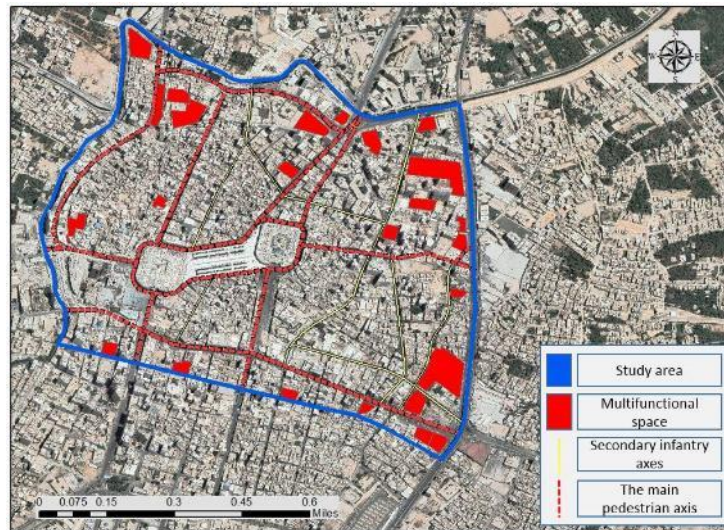 N
W E
S
Study area
Multifunctional
space
Secondary infantry
axes
The main
pedestrian axis
0 0.075 0.15 0.3 0.45 0.6
Miles